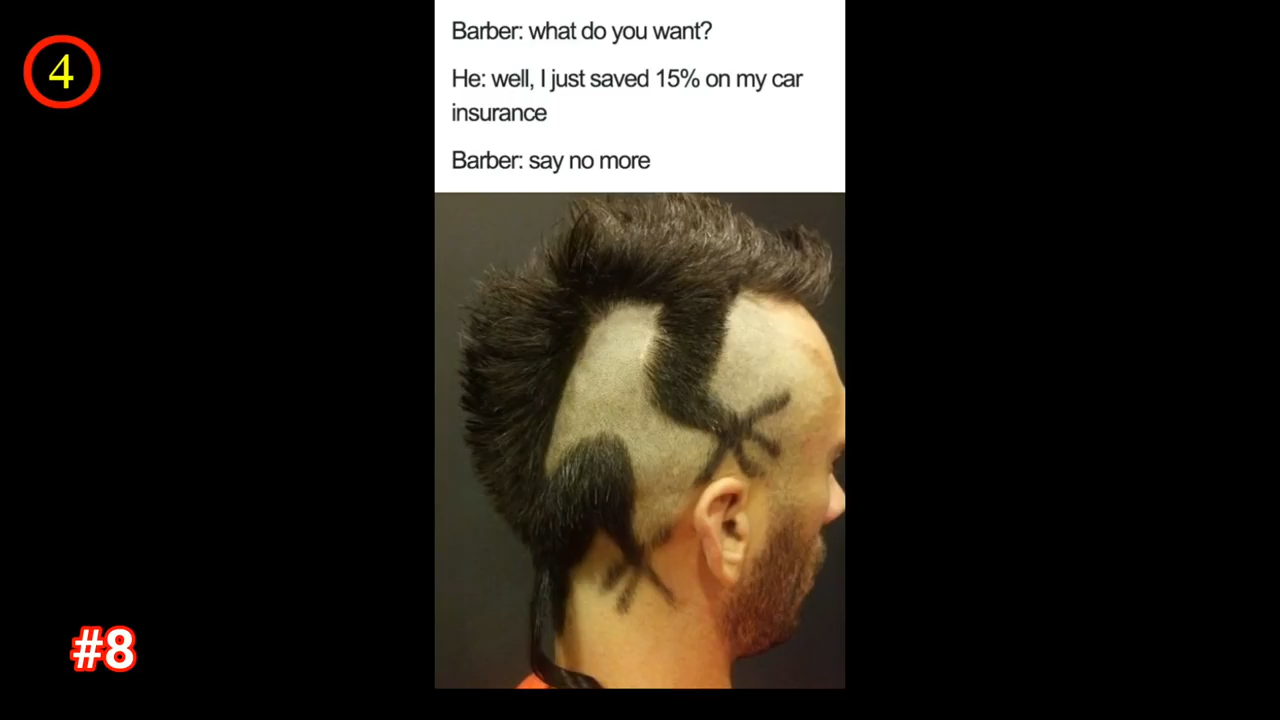 4
Barber: what do you want?
He: well, I just saved 15% on my car
insurance
Barber: say no more
#8